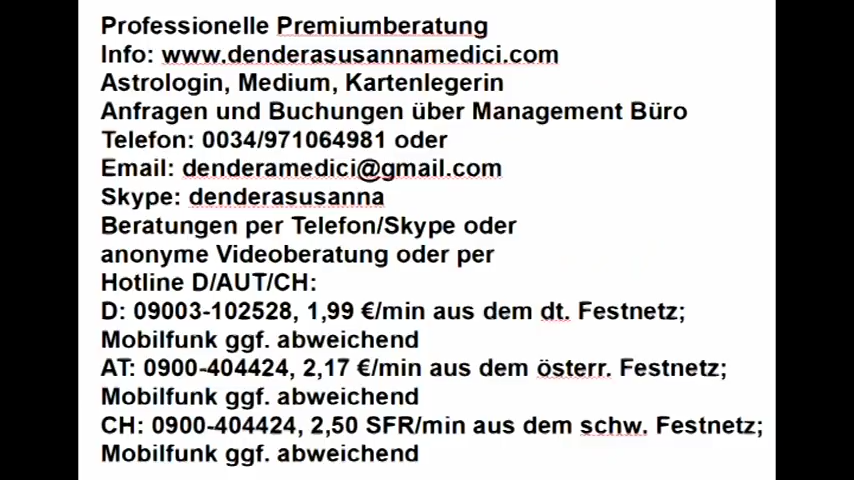 Professionelle Premiumberatung
Info: www.denderasusannamedici.com
Astrologin, Medium, Kartenlegerin
Anfragen und Buchungen über Management Büro
Telefon: 0034/971064981 oder
Email: denderamedici@gmail.com
Skype: denderasusanna
Beratungen per Telefon/Skype oder
anonyme Videoberatung oder per
Hotline D/AUT/CH:
D: 09003-102528, 1,99 €/min aus dem dt. Festnetz;
Mobilfunk ggf. abweichend
AT: 0900-404424, 2,17 €/min aus dem österr. Festnetz;
Mobilfunk ggf. abweichend
CH: 0900-404424, 2,50 SFR/min aus dem schw. Festnetz;
Mobilfunk ggf. abweichend